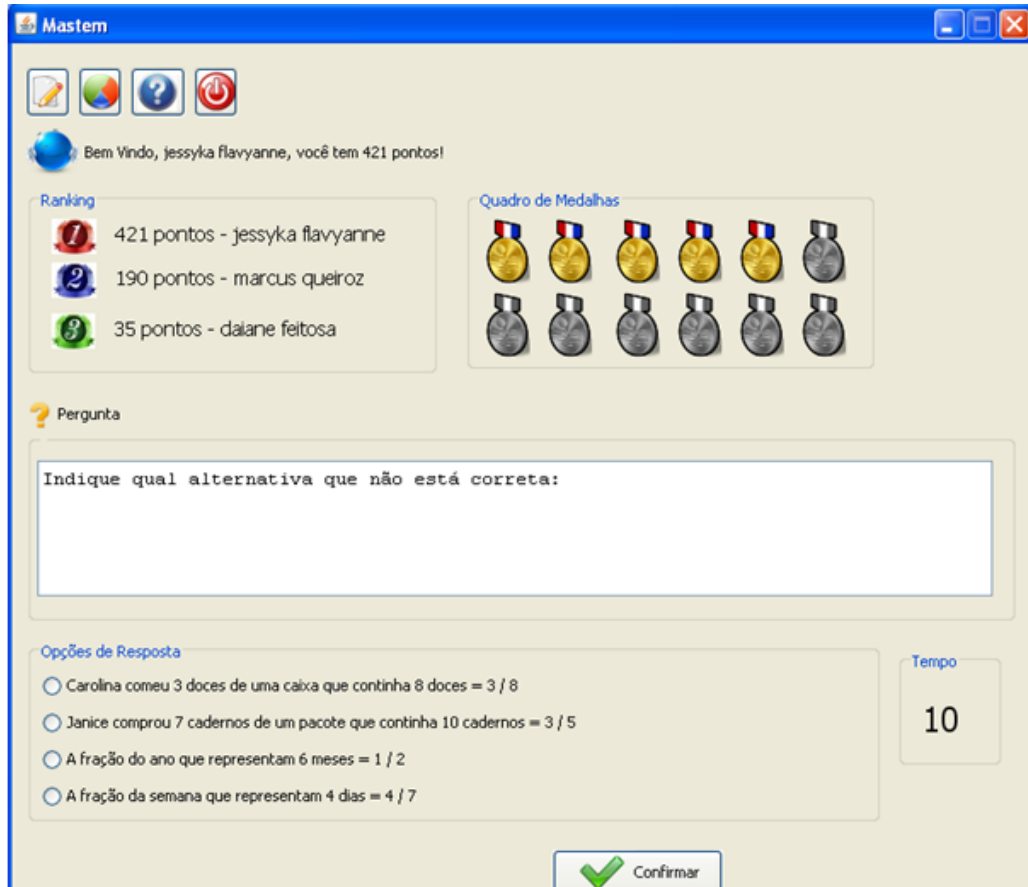 Mastem
Bem Vindo, jessyka flavyanne, você tem 421 pontos!
Ranking
1 421 pontos - jessyka flavyanne
2 190 pontos - marcus queiroz
3 35 pontos - daiane feitosa
Quadro de Medalhas
Pergunta
Indique qual alternativa que não está correta:
Opções de Resposta
Carolina comeu 3 doces de uma caixa que continha 8 doces = 3 / 8
Janice comprou 7 cadernos de um pacote que continha 10 cadernos = 3 / 5
A fração do ano que representam 6 meses = 1 / 2
A fração da semana que representam 4 dias = 4 / 7
Tempo
10
Confirmar